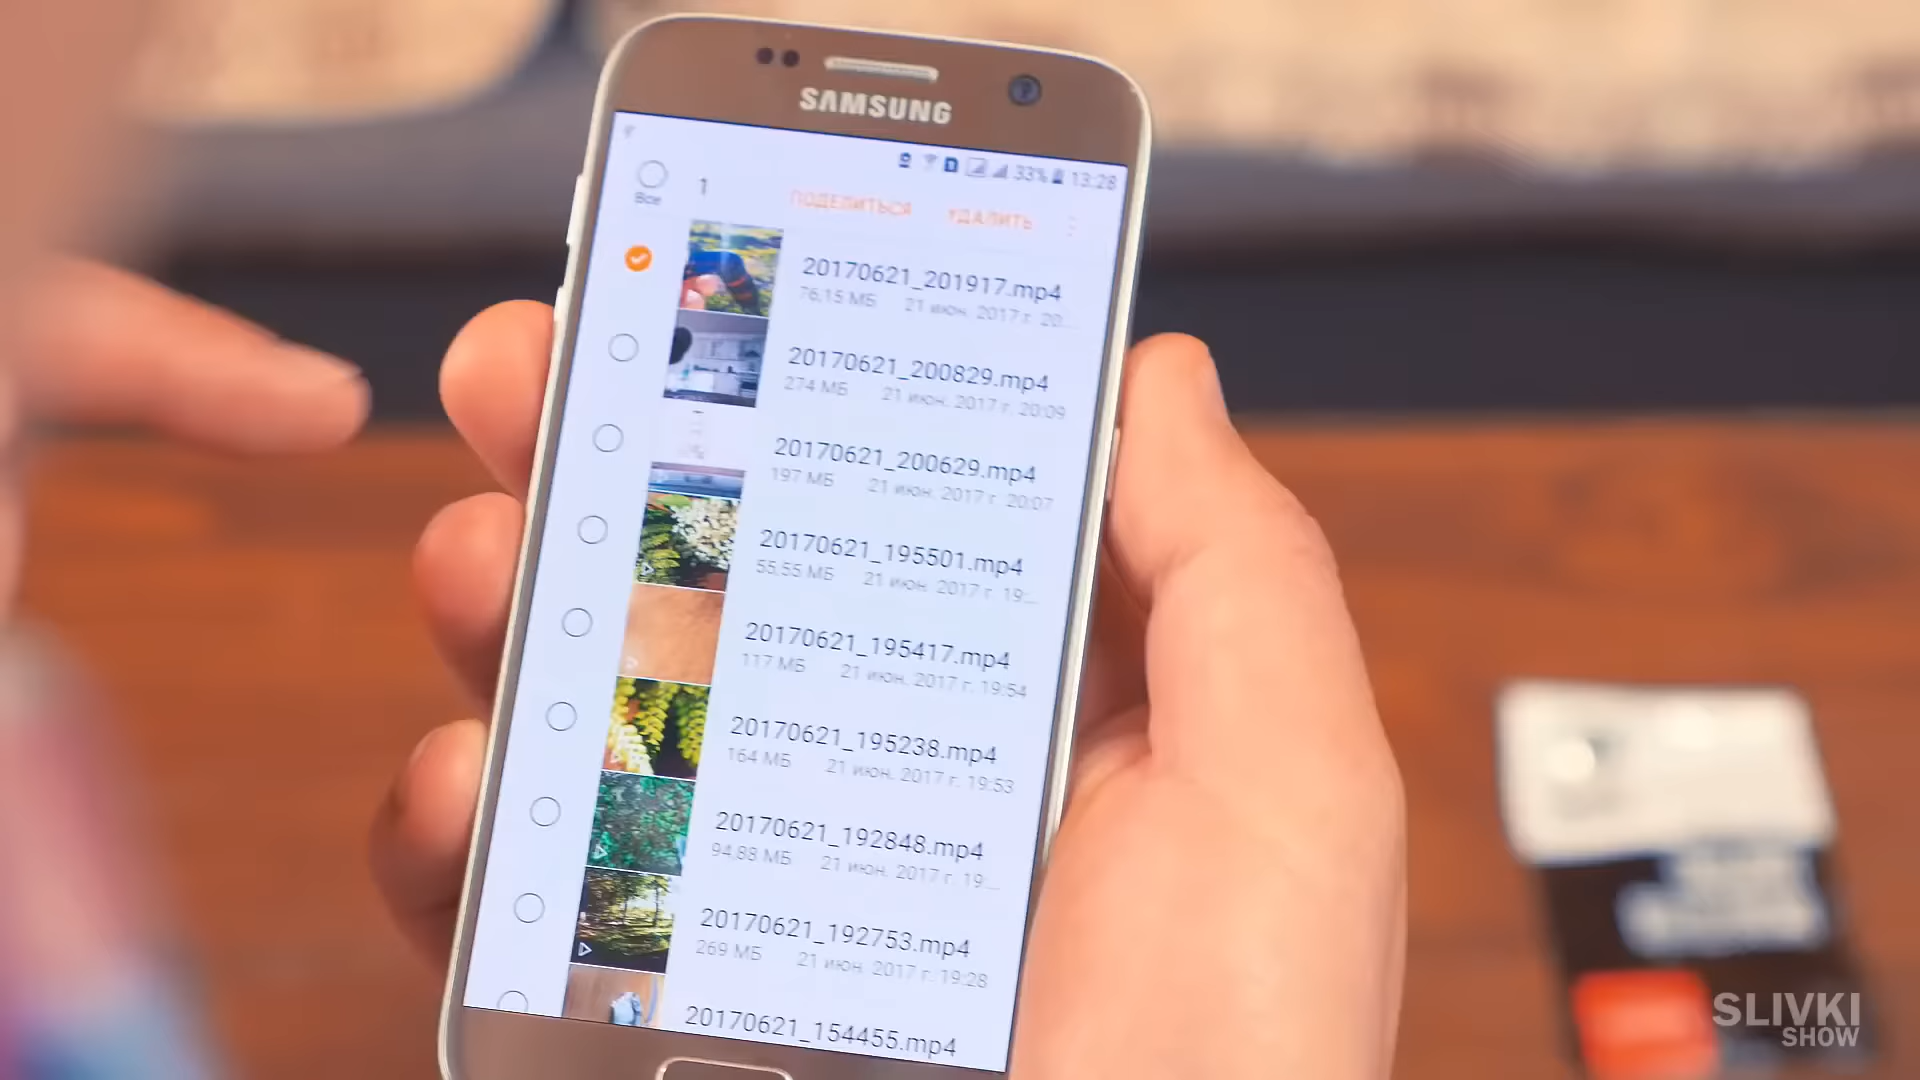 SAMSUNG
33% 13:28
Все 1 ПОДЕЛИТЬСЯ УДАЛИТЬ
20170621_201917.mp4
76,15 МБ 21 июн. 2017 г. 20...
20170621_200829.mp4
274 МБ 21 июн. 2017 г. 20:09
20170621_200629.mp4
197 МБ 21 июн. 2017 г. 20:07
20170621_195501.mp4
55,55 МБ 21 июн. 2017 г. 19:...
20170621_195417.mp4
117 МБ 21 июн. 2017 г. 19:54
20170621_195238.mp4
164 МБ 21 июн. 2017 г. 19:53
20170621_192848.mp4
94,88 МБ 21 июн. 2017 г. 19:...
20170621_192753.mp4
269 МБ 21 июн. 2017 г. 19:28
20170621_154455.mp4
SLIVKI
SHOW